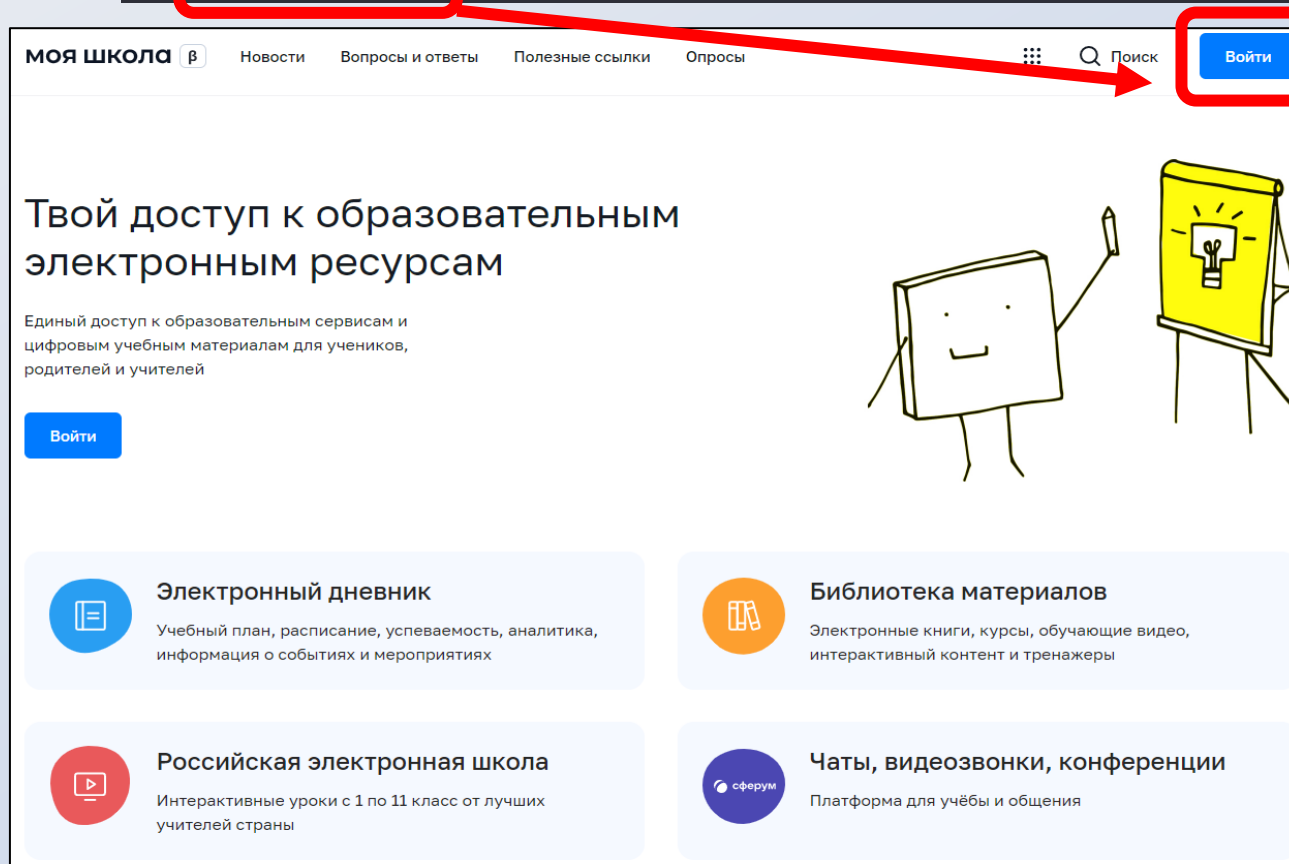 моя школа β Новости Вопросы и ответы Полезные ссылки Опросы Поиск Войти
Твой доступ к образовательным
электронным ресурсам
Единый доступ к образовательным сервисам и
цифровым учебным материалам для учеников,
родителей и учителей
Войти
Электронный дневник
Учебный план, расписание, успеваемость, аналитика,
информация о событиях и мероприятиях
Библиотека материалов
Электронные книги, курсы, обучающие видео,
интерактивный контент и тренажеры
Российская электронная школа
Интерактивные уроки с 1 по 11 класс от лучших
учителей страны
сферум
Чаты, видеозвонки, конференции
Платформа для учёбы и общения